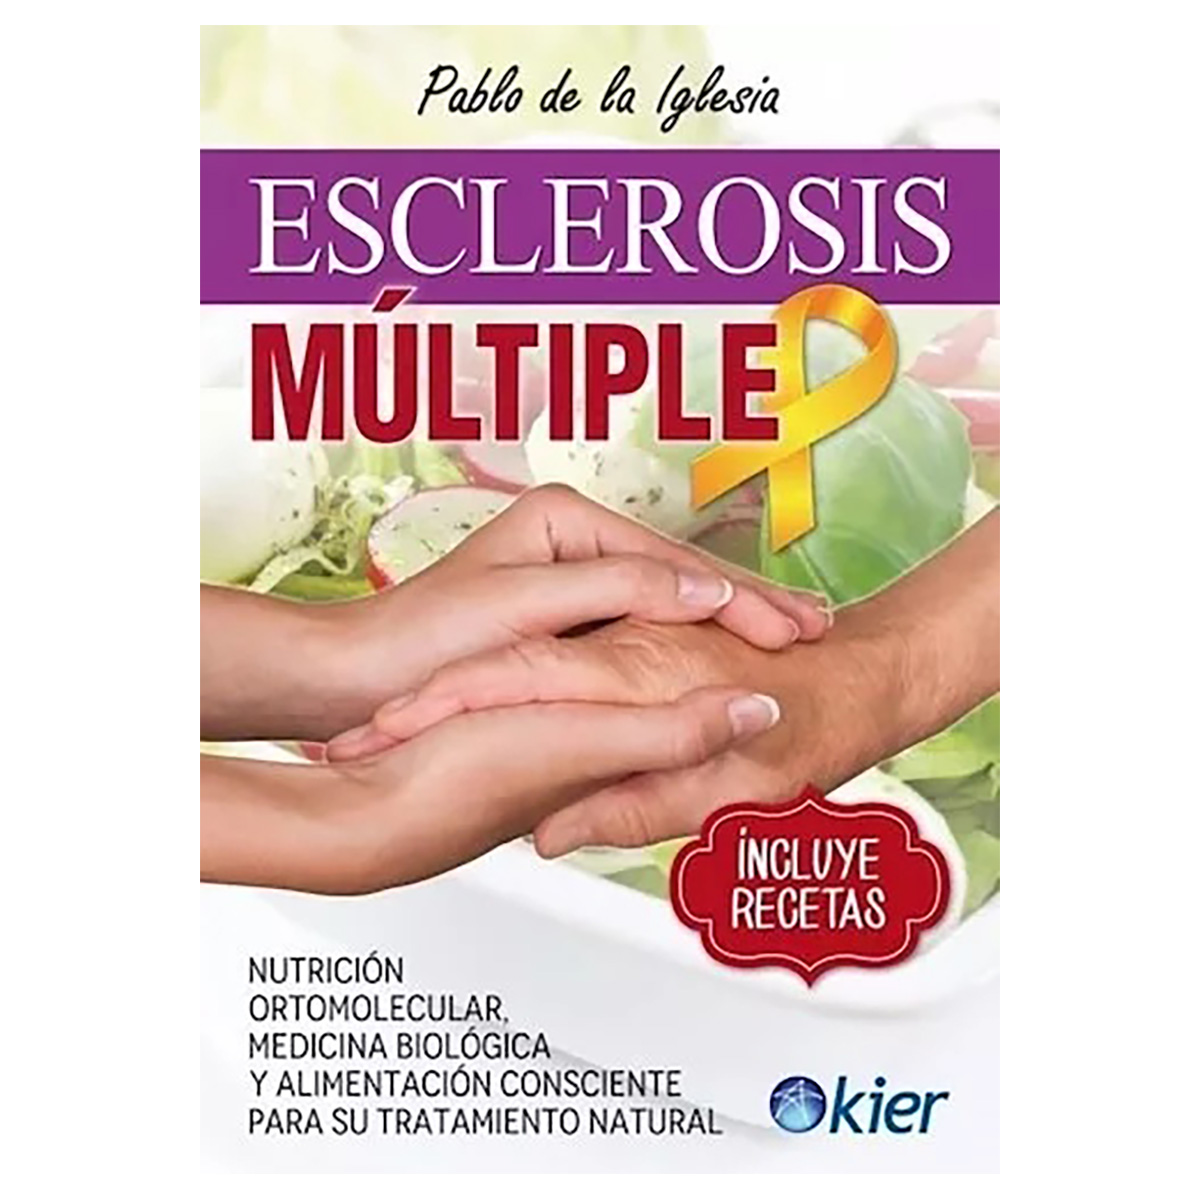 Pablo de la Iglesia
ESCLEROSIS
MÚLTIPLE
INCLUYE
RECETAS
NUTRICIÓN
ORTOMOLECULAR,
MEDICINA BIOLÓGICA
Y ALIMENTACIÓN CONSCIENTE
PARA SU TRATAMIENTO NATURAL
kier